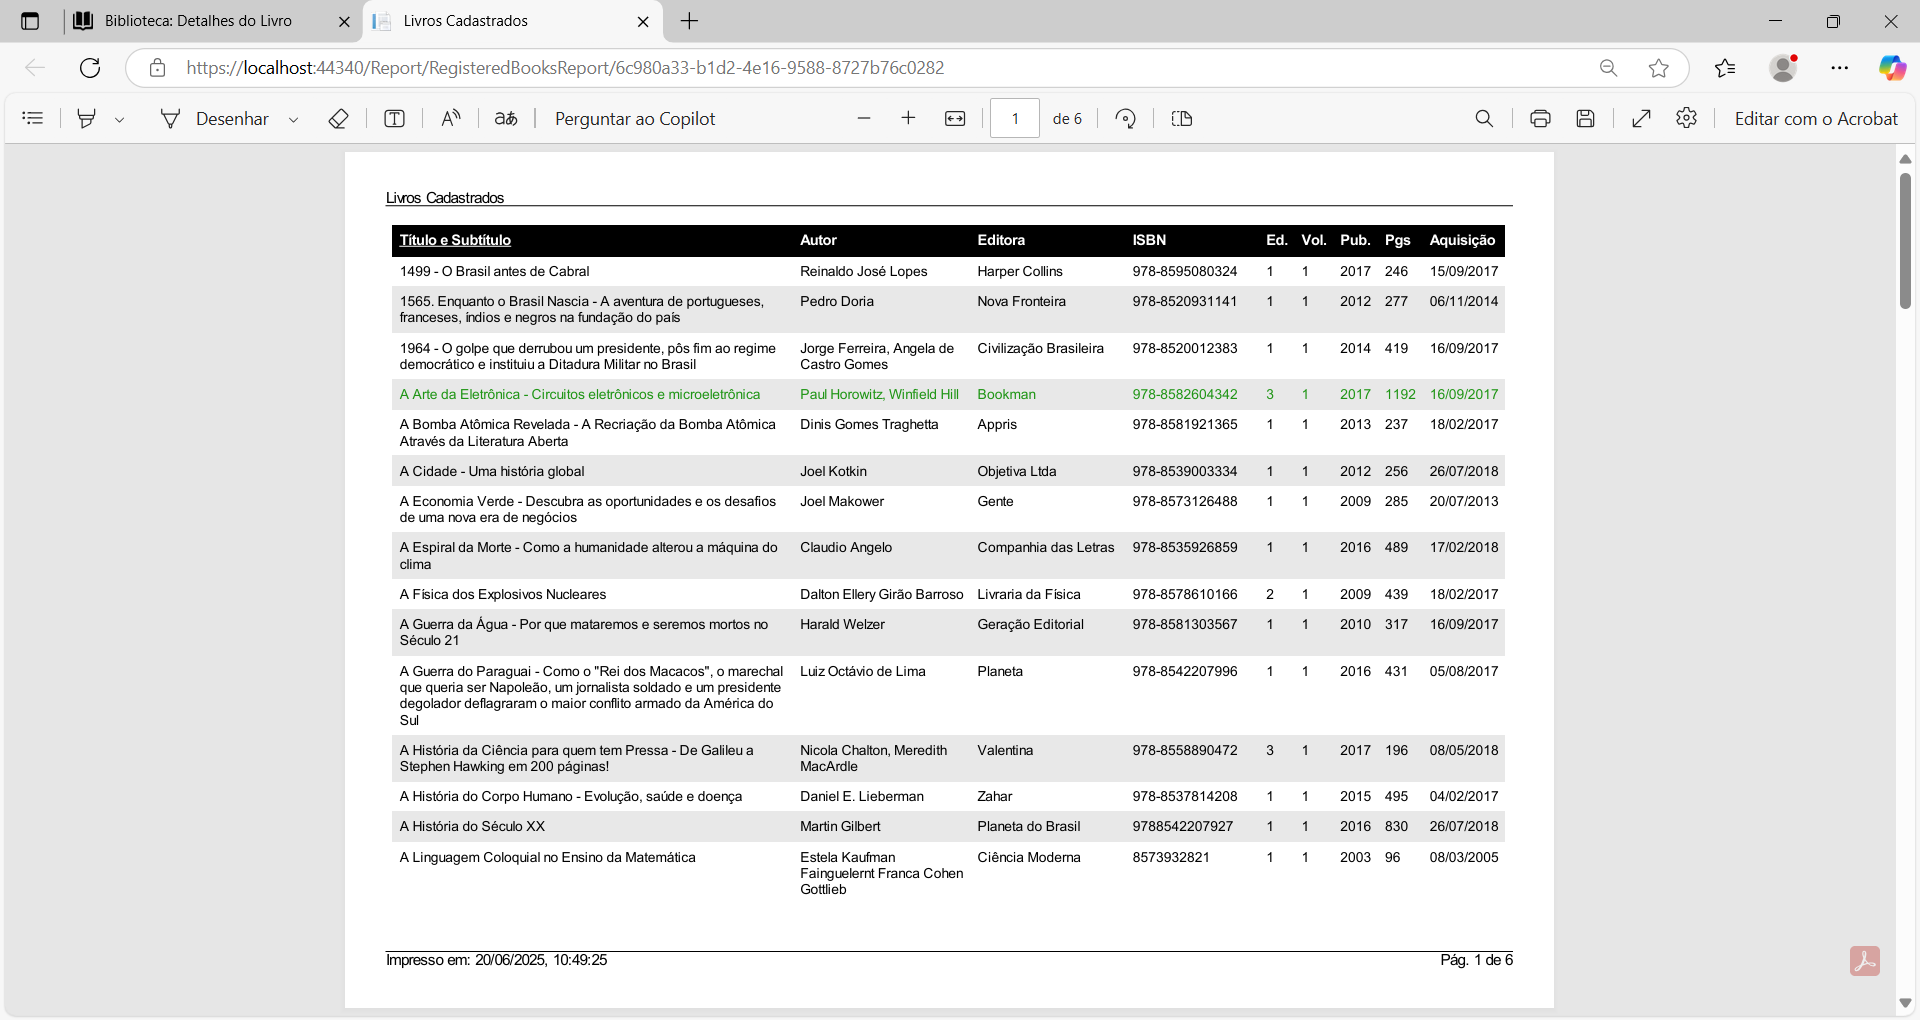 Biblioteca: Detalhes do Livro
Livros Cadastrados
https://localhost:44340/Report/RegisteredBooksReport/6c980a33-b1d2-4e16-9588-8727b76c0282
Desenhar
aあ
Perguntar ao Copilot
1 de 6
Editar com o Acrobat
Livros Cadastrados
Título e Subtítulo Autor Editora ISBN Ed. Vol. Pub. Pgs Aquisição
1499 - O Brasil antes de Cabral Reinaldo José Lopes Harper Collins 978-8595080324 1 1 2017 246 15/09/2017
1565. Enquanto o Brasil Nascia - A aventura de portugueses, Pedro Doria Nova Fronteira 978-8520931141 1 1 2012 277 06/11/2014
franceses, índios e negros na fundação do país
1964 - O golpe que derrubou um presidente, pôs fim ao regime Jorge Ferreira, Angela de Civilização Brasileira 978-8520012383 1 1 2014 419 16/09/2017
democrático e instituiu a Ditadura Militar no Brasil Castro Gomes
A Arte da Eletrônica - Circuitos eletrônicos e microeletrônica Paul Horowitz, Winfield Hill Bookman 978-8582604342 3 1 2017 1192 16/09/2017
A Bomba Atômica Revelada - A Recriação da Bomba Atômica Dinis Gomes Traghetta Appris 978-8581921365 1 1 2013 237 18/02/2017
Através da Literatura Aberta
A Cidade - Uma história global Joel Kotkin Objetiva Ltda 978-8539003334 1 1 2012 256 26/07/2018
A Economia Verde - Descubra as oportunidades e os desafios Joel Makower Gente 978-8573126488 1 1 2009 285 20/07/2013
de uma nova era de negócios
A Espiral da Morte - Como a humanidade alterou a máquina do Claudio Angelo Companhia das Letras 978-8535926859 1 1 2016 489 17/02/2018
clima
A Física dos Explosivos Nucleares Dalton Ellery Girão Barroso Livraria da Física 978-8578610166 2 1 2009 439 18/02/2017
A Guerra da Água - Por que mataremos e seremos mortos no Harald Welzer Geração Editorial 978-8581303567 1 1 2010 317 16/09/2017
Século 21
A Guerra do Paraguai - Como o "Rei dos Macacos", o marechal Luiz Octávio de Lima Planeta 978-8542207996 1 1 2016 431 05/08/2017
que queria ser Napoleão, um jornalista soldado e um presidente
degolador deflagraram o maior conflito armado da América do
Sul
A História da Ciência para quem tem Pressa - De Galileu a Nicola Chalton, Meredith Valentina 978-8558890472 3 1 2017 196 08/05/2018
Stephen Hawking em 200 páginas! MacArdle
A História do Corpo Humano - Evolução, saúde e doença Daniel E. Lieberman Zahar 978-8537814208 1 1 2015 495 04/02/2017
A História do Século XX Martin Gilbert Planeta do Brasil 9788542207927 1 1 2016 830 26/07/2018
A Linguagem Coloquial no Ensino da Matemática Estela Kaufman Ciência Moderna 8573932821 1 1 2003 96 08/03/2005
Fainguelernt Franca Cohen
Gottlieb
Impresso em: 20/06/2025, 10:49:25 Pág. 1 de 6